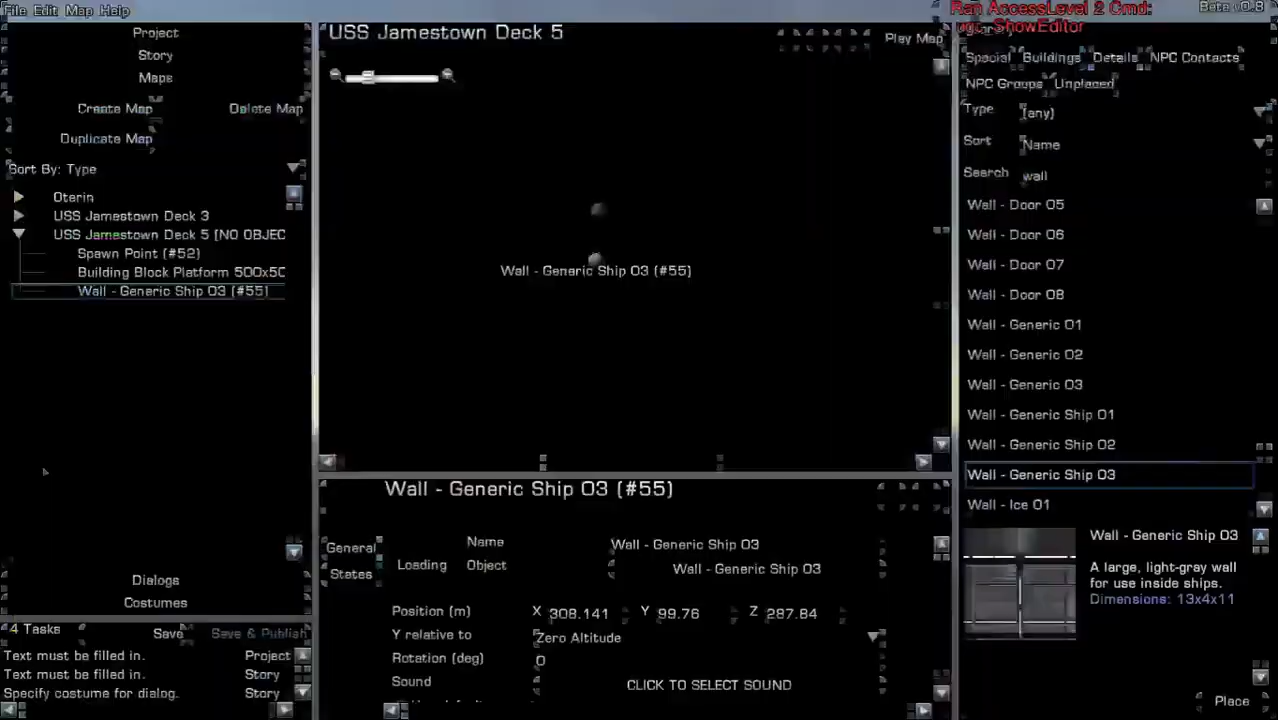 File Edit Map Help
Project
Story
Maps
Create Map Delete Map
Duplicate Map
Sort By: Type
Oterin
USS Jamestown Deck 3
USS Jamestown Deck 5 (NO OBJEC
Spawn Point (#52)
Building Block Platform 500x50
Wall - Generic Ship 03 (#55)
Dialogs
Costumes
4 Tasks Save Save & Publish
Text must be filled in. Project
Text must be filled in. Story
Specify costume for dialog. Story
USS Jamestown Deck 5
Play Map
Wall - Generic Ship 03 (#55)
Wall - Generic Ship 03 (#55)
General
States
Loading
Name Wall - Generic Ship 03
Object Wall - Generic Ship 03
Position (m) X 308.141 Y 99.76 Z 287.84
Y relative to Zero Altitude
Rotation (deg) 0
Sound CLICK TO SELECT SOUND
Ran AccessLevel 2 Cmd:
ShowEditor
Beta v0.8
Special Buildings Details NPC Contacts
NPC Groups Unplaced
Type (any)
Sort Name
Search wall
Wall - Door 05
Wall - Door 06
Wall - Door 07
Wall - Door 08
Wall - Generic 01
Wall - Generic 02
Wall - Generic 03
Wall - Generic Ship 01
Wall - Generic Ship 02
Wall - Generic Ship 03
Wall - Ice 01
Wall - Generic Ship 03
A large, light-gray wall
for use inside ships.
Dimensions: 13x4x11
Place